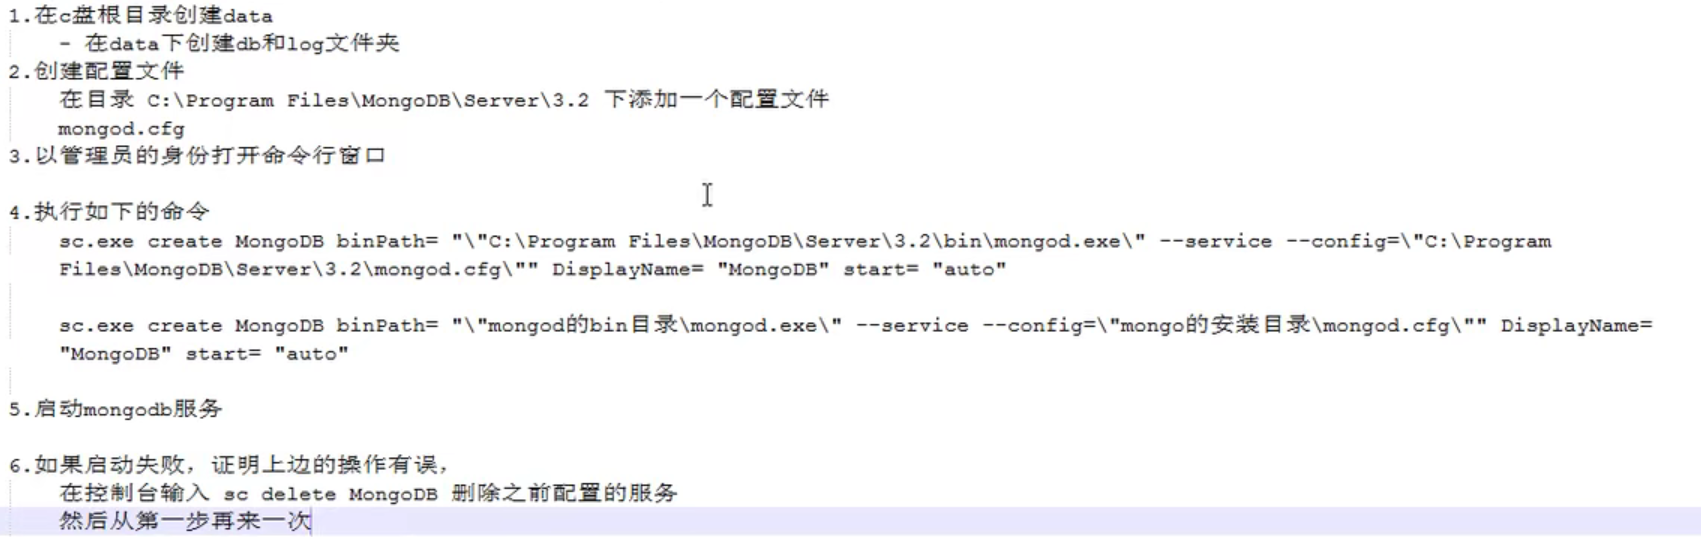 1.在c盘根目录创建data
- 在data下创建db和log文件夹
2.创建配置文件
在目录 C:\Program Files\MongoDB\Server\3.2 下添加一个配置文件
mongod.cfg
3.以管理员的身份打开命令行窗口
4.执行如下的命令
sc.exe create MongoDB binPath= "\"C:\Program Files\MongoDB\Server\3.2\bin\mongod.exe\" --service --config=\"C:\Program
Files\MongoDB\Server\3.2\mongod.cfg\"" DisplayName= "MongoDB" start= "auto"
sc.exe create MongoDB binPath= "\"mongod的bin目录\mongod.exe\" --service --config=\"mongo的安装目录\mongod.cfg\"" DisplayName=
"MongoDB" start= "auto"
5.启动mongodb服务
6.如果启动失败，证明上边的操作有误，
在控制台输入 sc delete MongoDB 删除之前配置的服务
然后从第一步再来一次